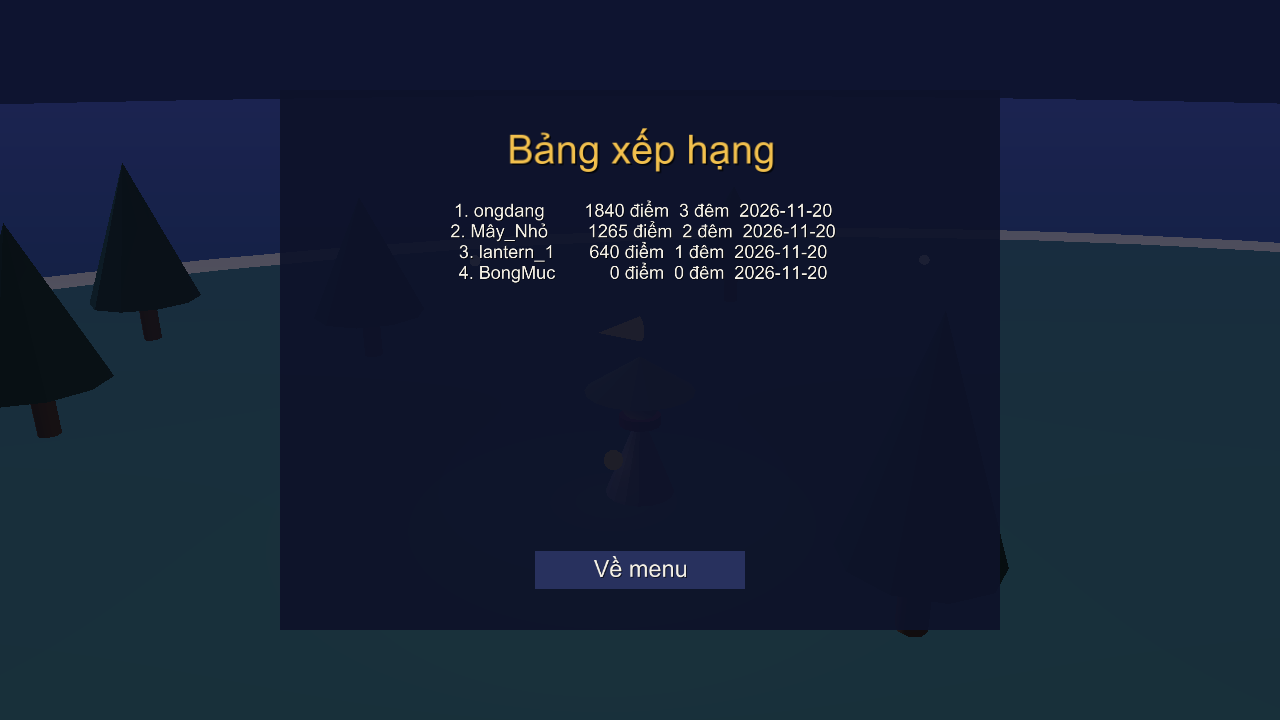 Bảng xếp hạng
1. ongdang 1840 điểm 3 đêm 2026-11-20
2. Mây_Nhỏ 1265 điểm 2 đêm 2026-11-20
3. lantern_1 640 điểm 1 đêm 2026-11-20
4. BongMuc 0 điểm 0 đêm 2026-11-20
Về menu